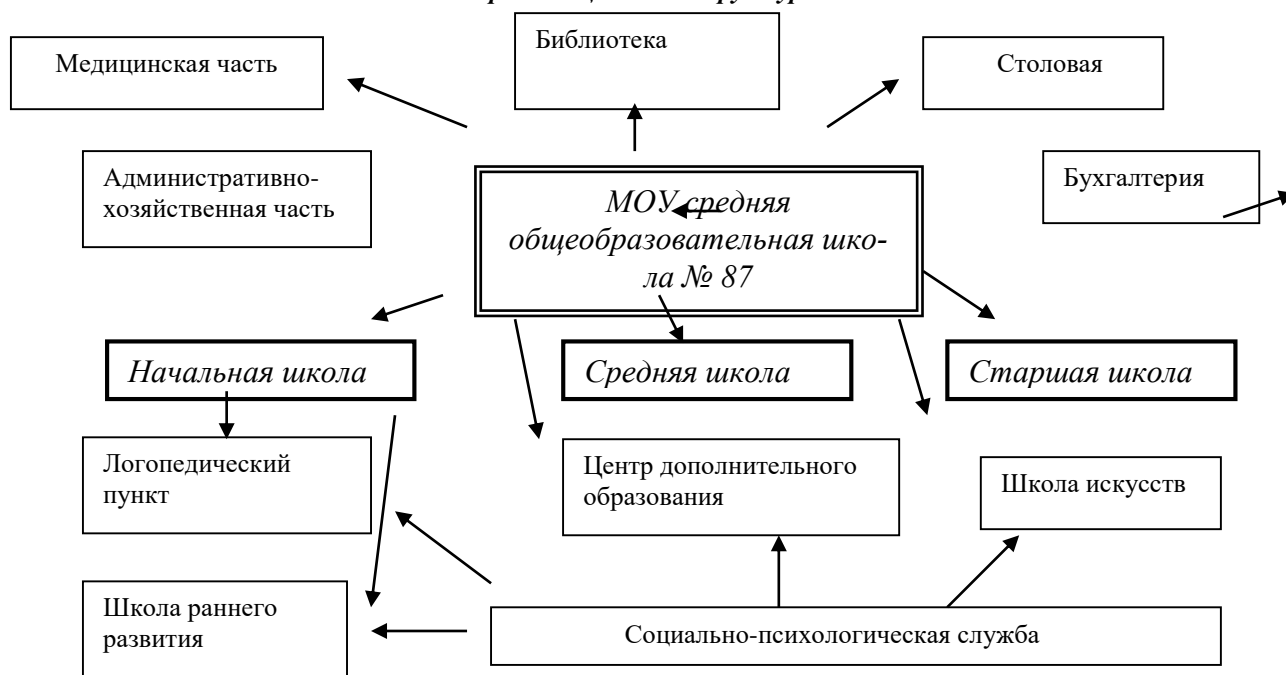 Библиотека
Медицинская часть
Столовая
Административно-
хозяйственная часть
МОУ средняя
общеобразовательная шко-
ла № 87
Бухгалтерия
Начальная школа
Средняя школа
Старшая школа
Логопедический
пункт
Центр дополнительного
образования
Школа искусств
Школа раннего
развития
Социально-психологическая служба